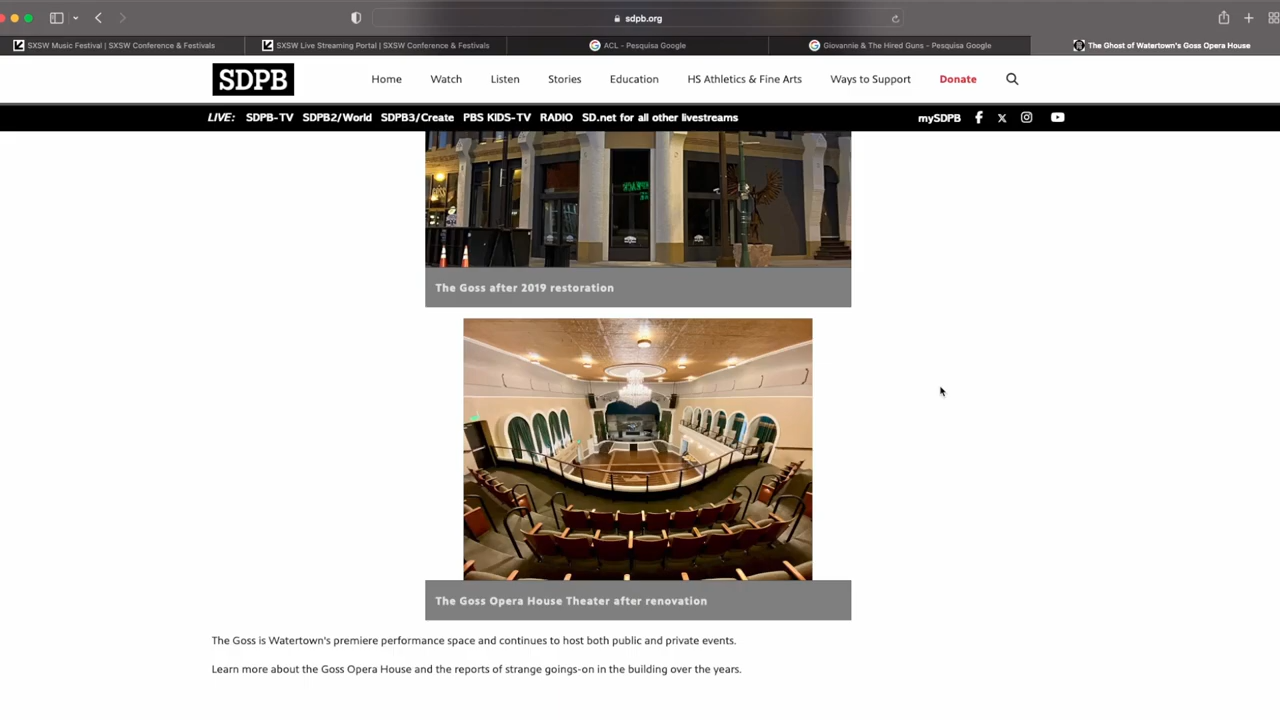 sdpb.org
SXSW Music Festival | SXSW Conference & Festivals
SXSW Live Streaming Portal | SXSW Conference & Festivals
ACL - Pesquisa Google
Giovannie & The Hired Guns - Pesquisa Google
The Ghost of Watertown's Goss Opera House
SDPB
Home
Watch
Listen
Stories
Education
HS Athletics & Fine Arts
Ways to Support
Donate
LIVE:
SDPB-TV
SDPB2/World
SDPB3/Create
PBS KIDS-TV
RADIO
SD.net for all other livestreams
mySDPB
The Goss after 2019 restoration
The Goss Opera House Theater after renovation
The Goss is Watertown's premiere performance space and continues to host both public and private events.
Learn more about the Goss Opera House and the reports of strange goings-on in the building over the years.